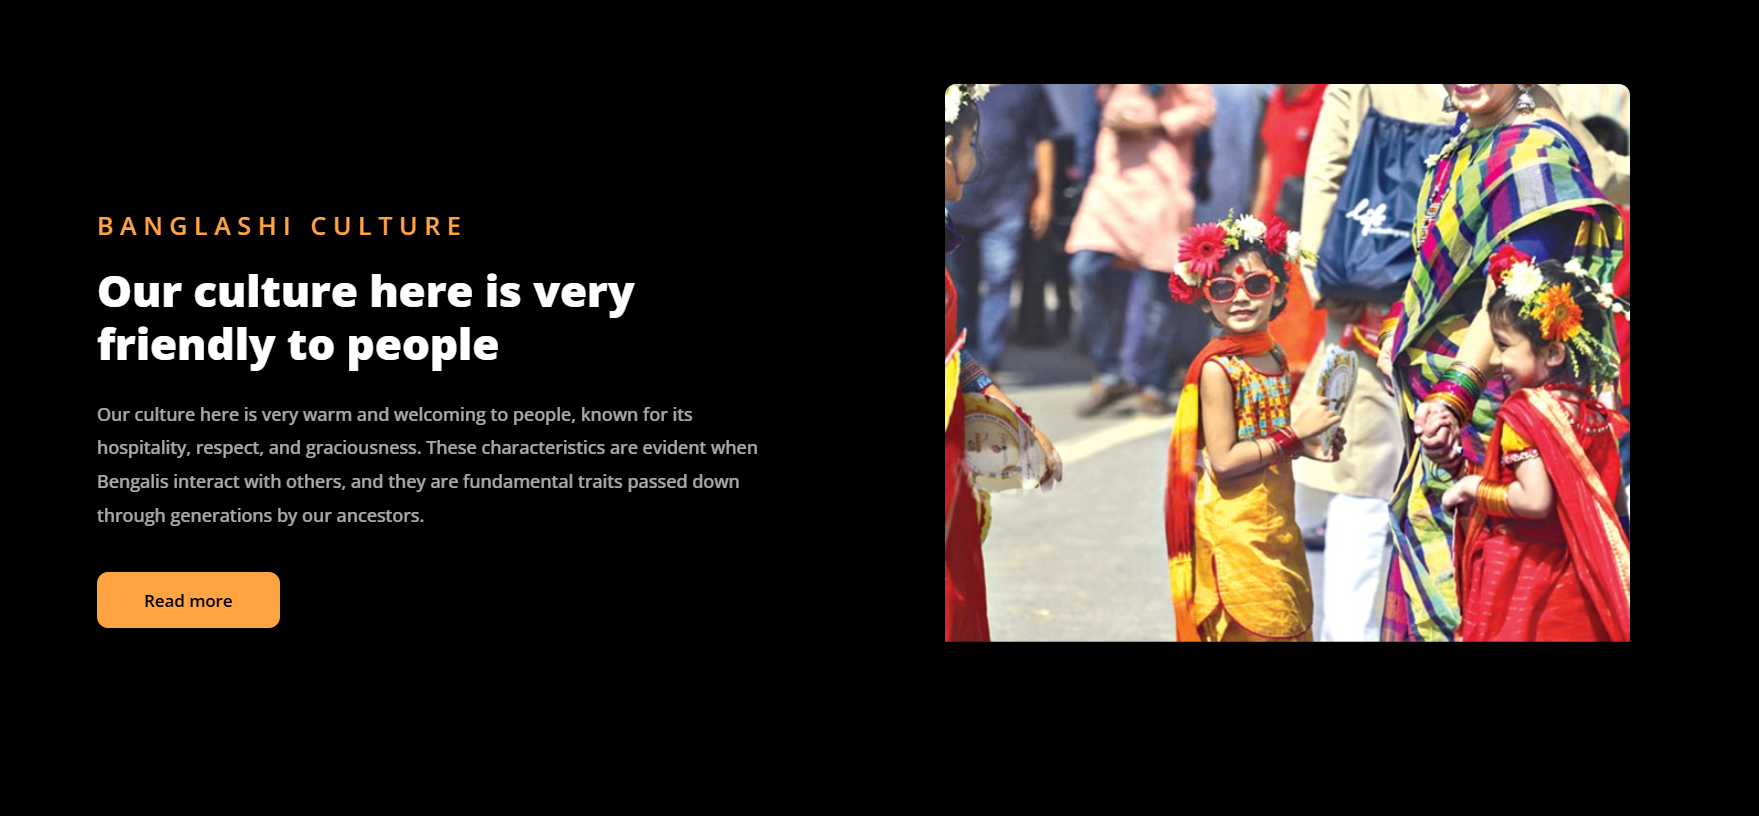 BANGLASHI CULTURE
Our culture here is very
friendly to people
Our culture here is very warm and welcoming to people, known for its
hospitality, respect, and graciousness. These characteristics are evident when
Bengalis interact with others, and they are fundamental traits passed down
through generations by our ancestors.
Read more
life